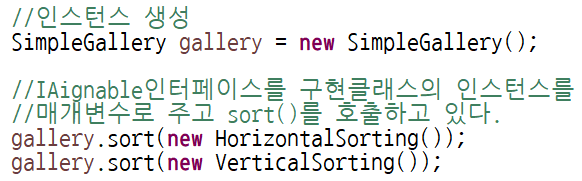 //인스턴스 생성
SimpleGallery gallery = new SimpleGallery();
//IAignable인터페이스를 구현클래스의 인스턴스를
//매개변수로 주고 sort()를 호출하고 있다.
gallery.sort(new HorizontalSorting());
gallery.sort(new VerticalSorting());